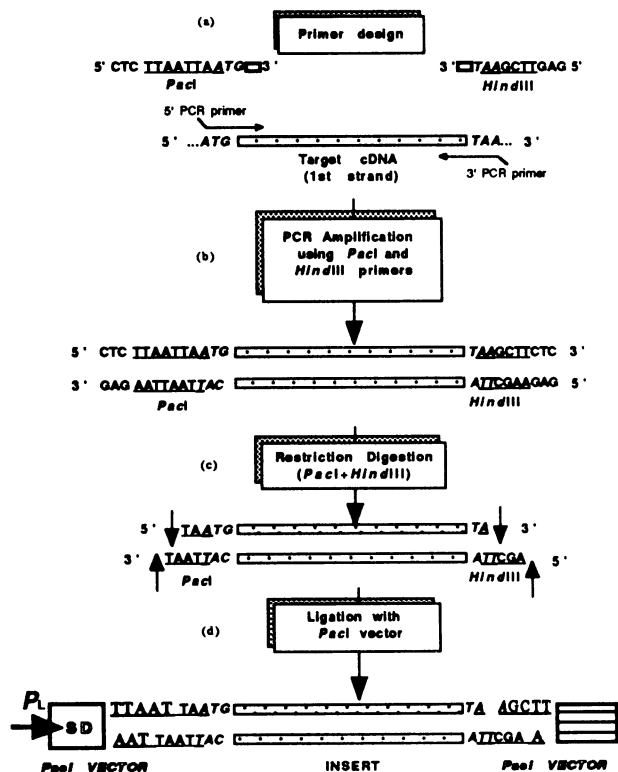 (a)
Primer design
5' CTC TTAATTAATG 3'
3' TAAGCTTGAG 5'
PacI
HindIII
5' PCR primer
5' ...ATG
TAA... 3'
Target cDNA
(1st strand)
3' PCR primer
(b)
PCR Amplification
using PacI and
HindIII primers
5' CTC TTAATTAATG
TAAGCTTCTC 3'
3' GAG AATTAATTAC
ATTCGAAGAG 5'
PacI
HindIII
(c)
Restriction Digestion
(PacI+HindIII)
5' TAATG
TA 3'
3' TAATTAC
ATTCGA 5'
PacI
HindIII
(d)
Ligation with
PacI vector
PL
SD
TTAAT TAATG
TA AGCTT
AAT TAATTAC
ATTCGA A
PacI VECTOR
INSERT
PacI VECTOR